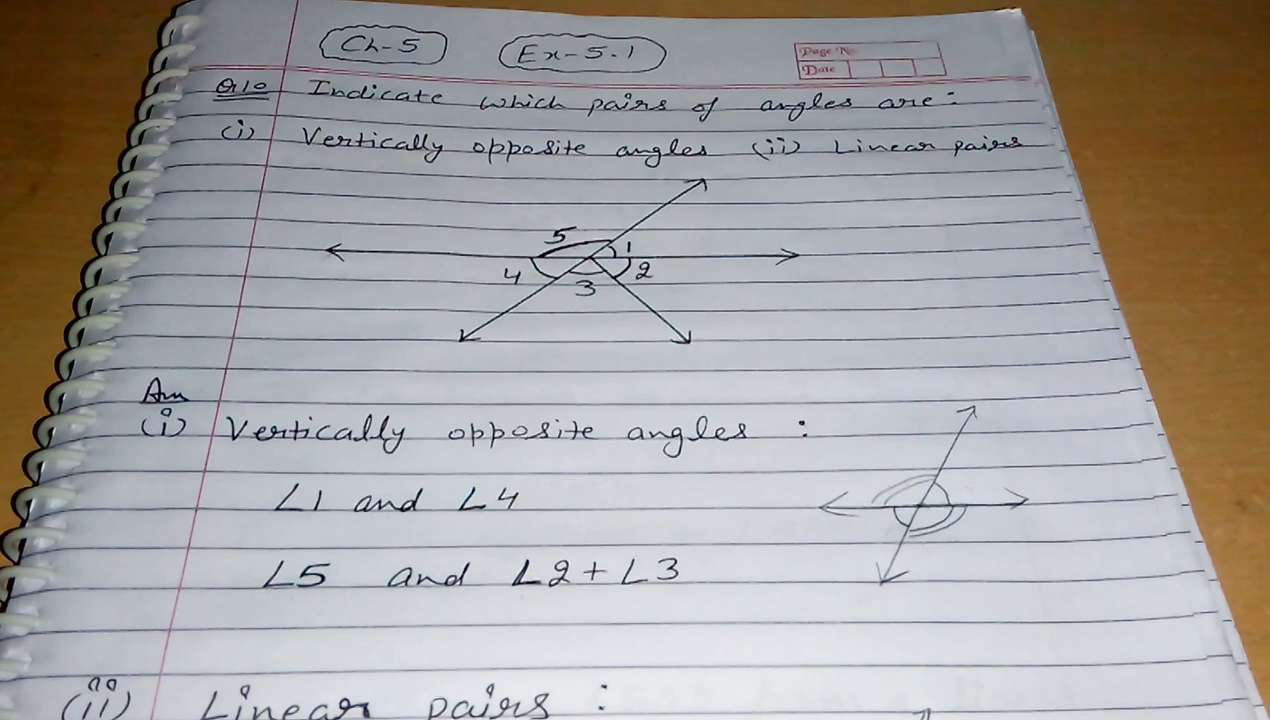 Ch-5 Ex-5.1
Page No.
Date
Q10 Indicate which pairs of angles are:
(i) Vertically opposite angles (ii) Linear pairs
5 1
4 3 2
Ans
(i) Vertically opposite angles :
∠1 and ∠4
∠5 and ∠2+∠3
(ii) Linear pairs :